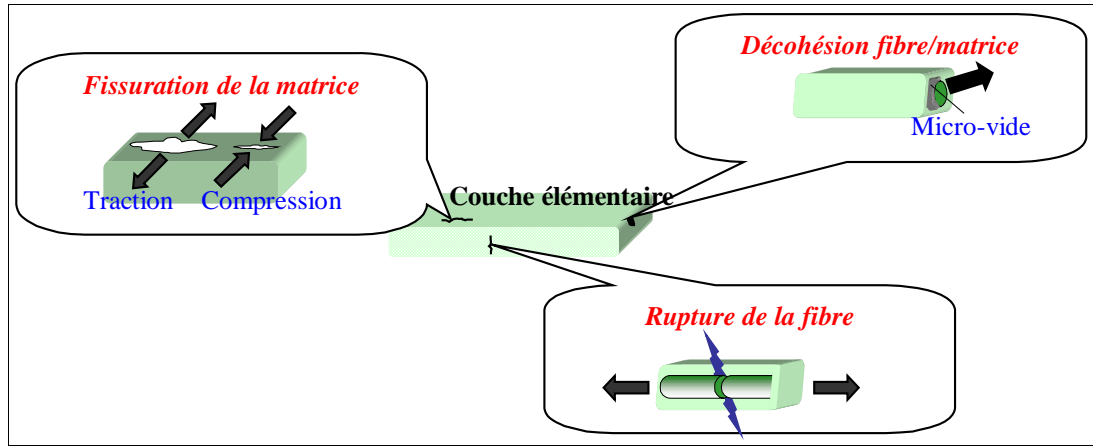 Fissuration de la matrice
Traction
Compression
Décohésion fibre/matrice
Micro-vide
Couche élémentaire
Rupture de la fibre